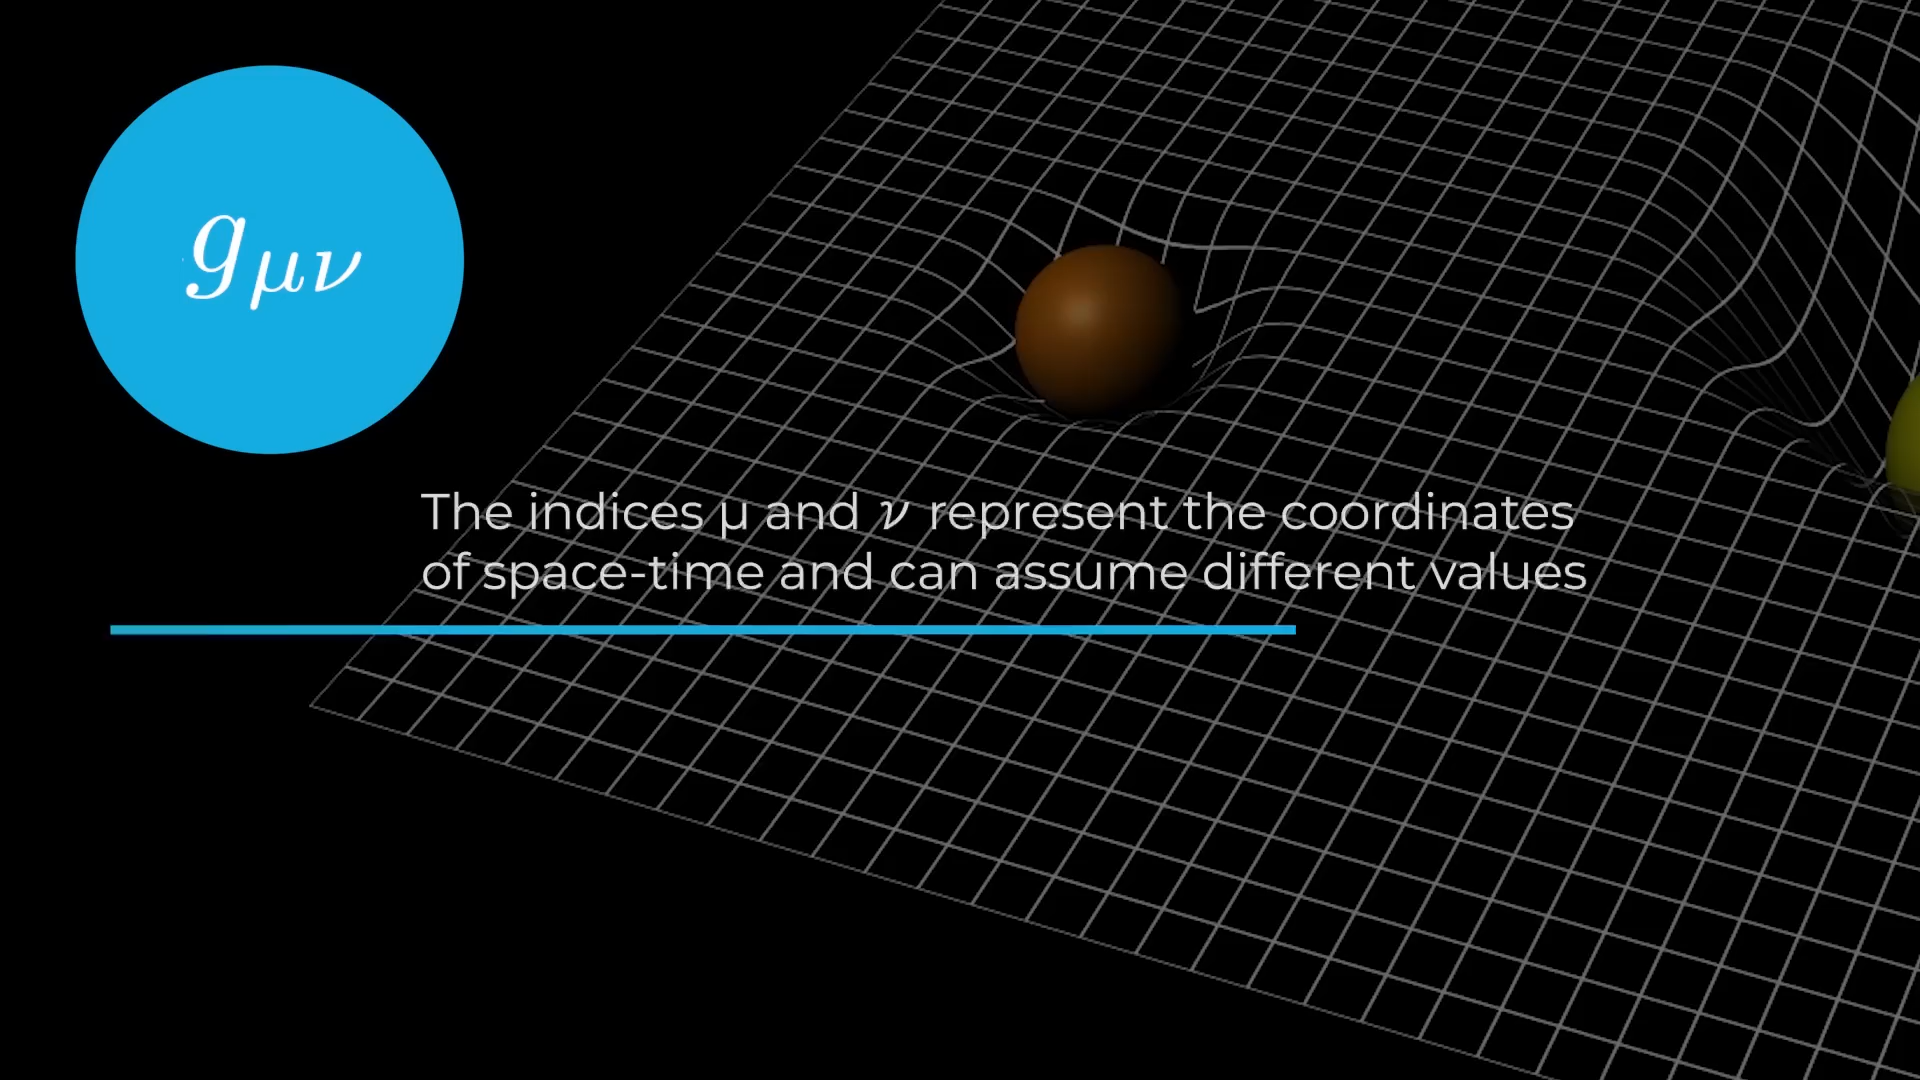 gμν
The indices μ and ν represent the coordinates
of space-time and can assume different values